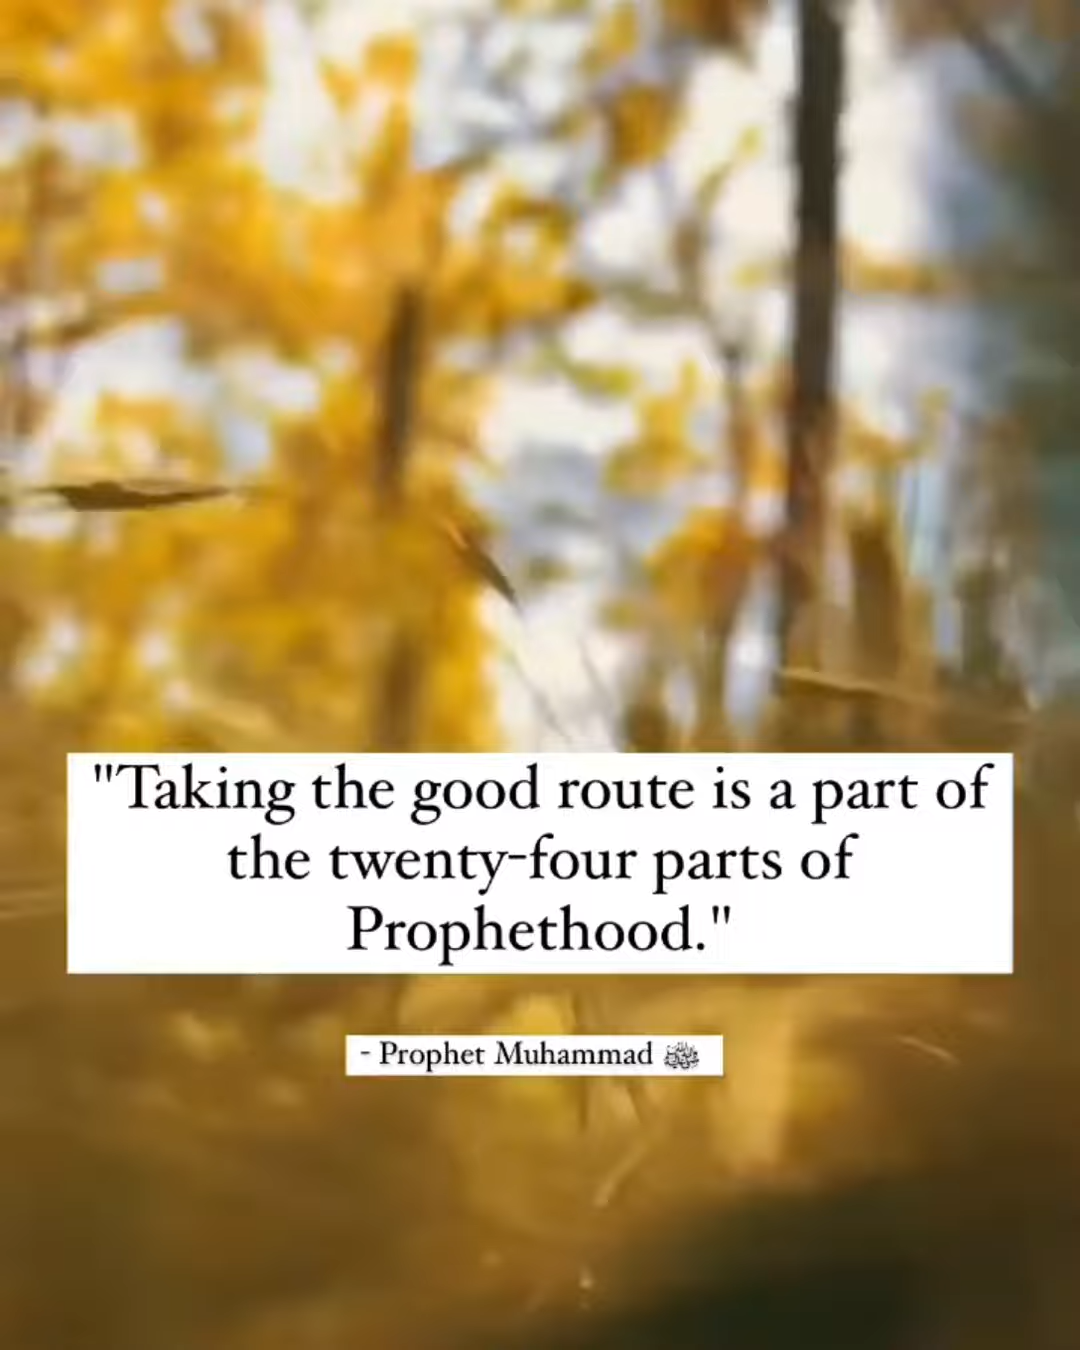 "Taking the good route is a part of
the twenty-four parts of
Prophethood."
- Prophet Muhammad ﷺ